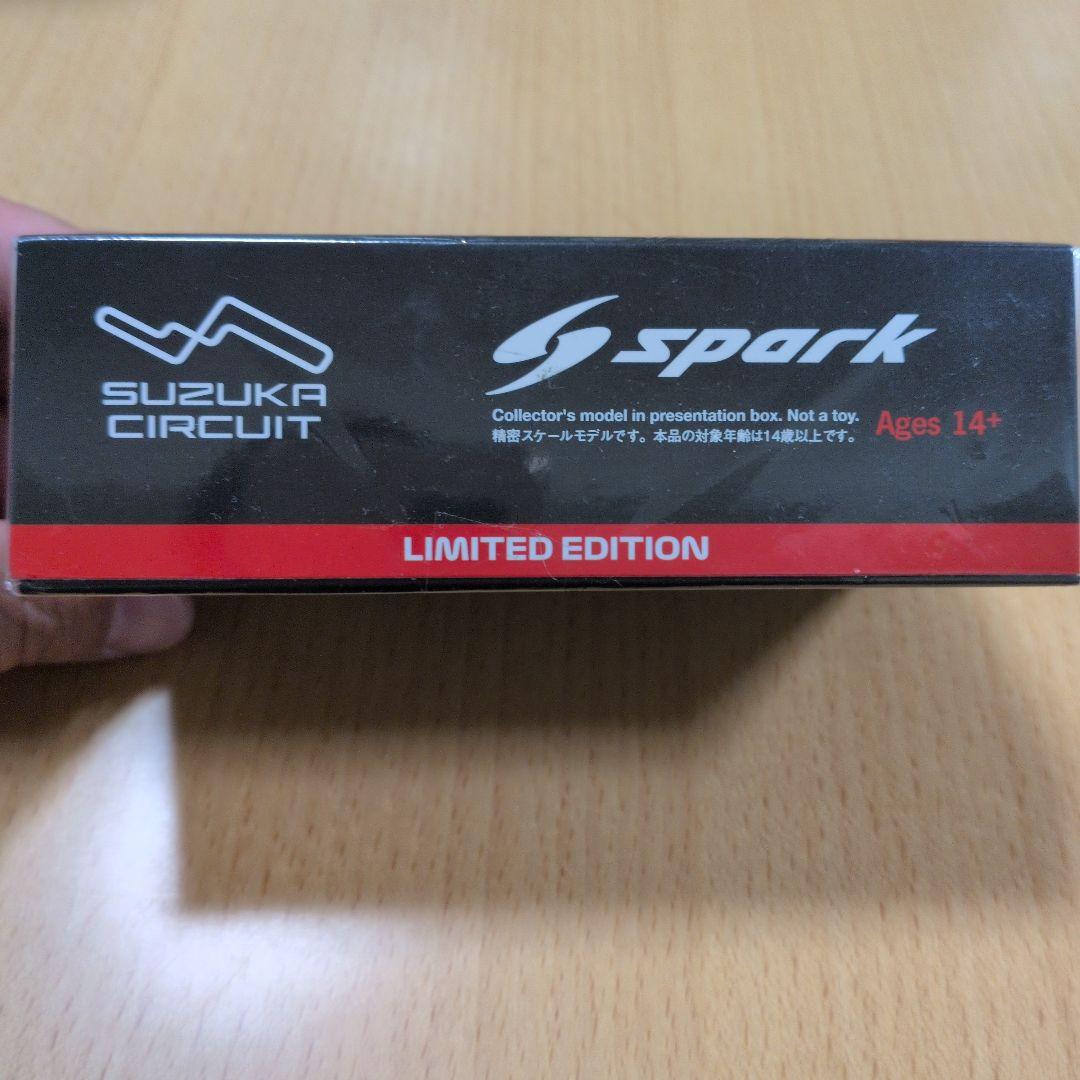 SUZUKA
CIRCUIT
spark
Collector's model in presentation box. Not a toy.
精密スケールモデルです。本品の対象年齢は14歳以上です。
Ages 14+
LIMITED EDITION